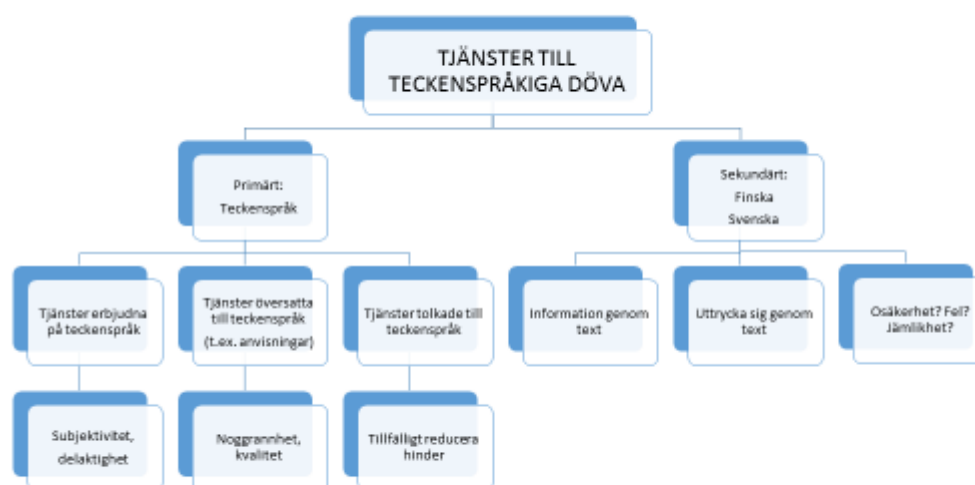 TJÄNSTER TILL
TECKENSPRÅKIGA DÖVA
Primärt:
Teckenspråk
Sekundärt:
Finska
Svenska
Tjänster erbjudna
på teckenspråk
Tjänster översatta
till teckenspråk
(t.ex. anvisningar)
Tjänster tolkade till
teckenspråk
Information genom
text
Uttrycka sig genom
text
Osäkerhet? Fel?
Jämlikhet?
Subjektivitet,
delaktighet
Noggrannhet,
kvalitet
Tillfälligt reducera
hinder